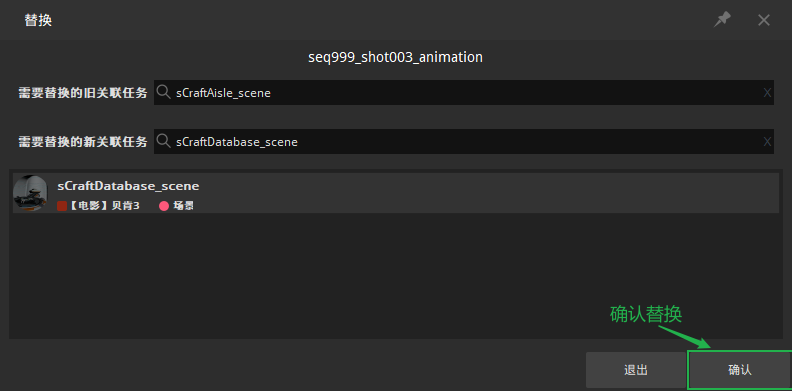 替换
seq999_shot003_animation
需要替换的旧关联任务 sCraftAisle_scene X
需要替换的新关联任务 sCraftDatabase_scene X
sCraftDatabase_scene
【电影】贝肯3 场景
确认替换
退出 确认